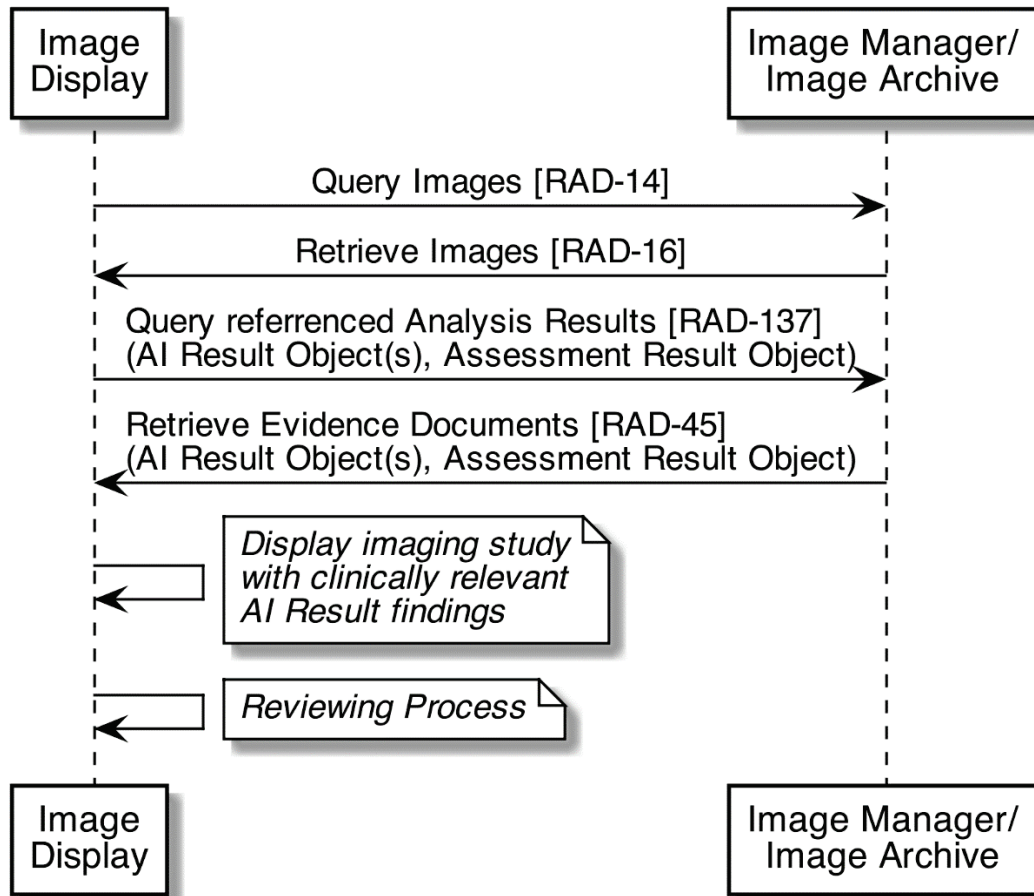 Image
Display
Image Manager/
Image Archive
Query Images [RAD-14]
Retrieve Images [RAD-16]
Query referrenced Analysis Results [RAD-137]
(AI Result Object(s), Assessment Result Object)
Retrieve Evidence Documents [RAD-45]
(AI Result Object(s), Assessment Result Object)
Display imaging study
with clinically relevant
AI Result findings
Reviewing Process
Image
Display
Image Manager/
Image Archive